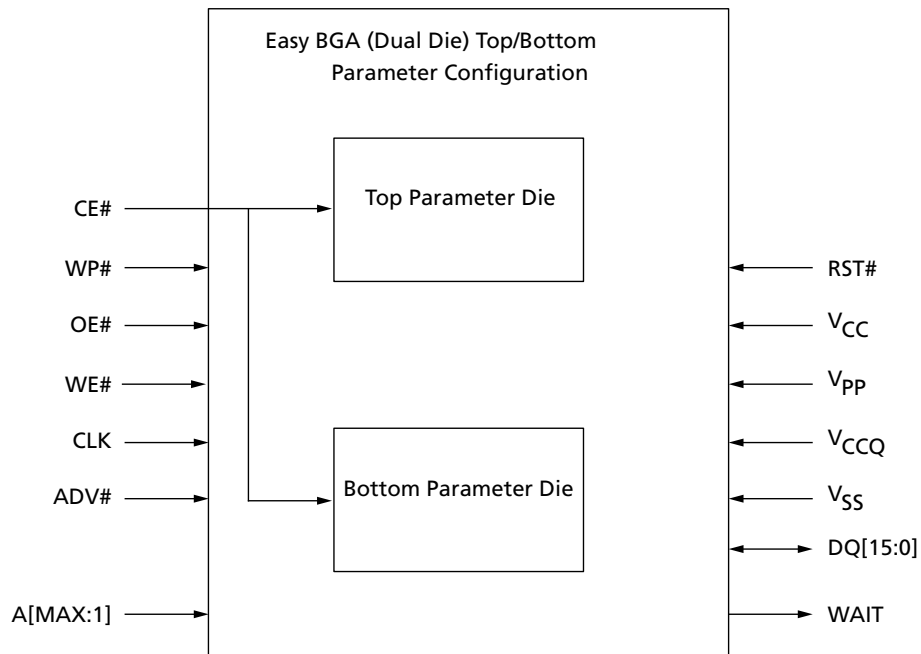 Easy BGA (Dual Die) Top/Bottom
Parameter Configuration
Top Parameter Die
CE#
WP#
RST#
OE#
VCC
WE#
VPP
CLK
VCCQ
Bottom Parameter Die
ADV#
VSS
DQ[15:0]
A[MAX:1]
WAIT